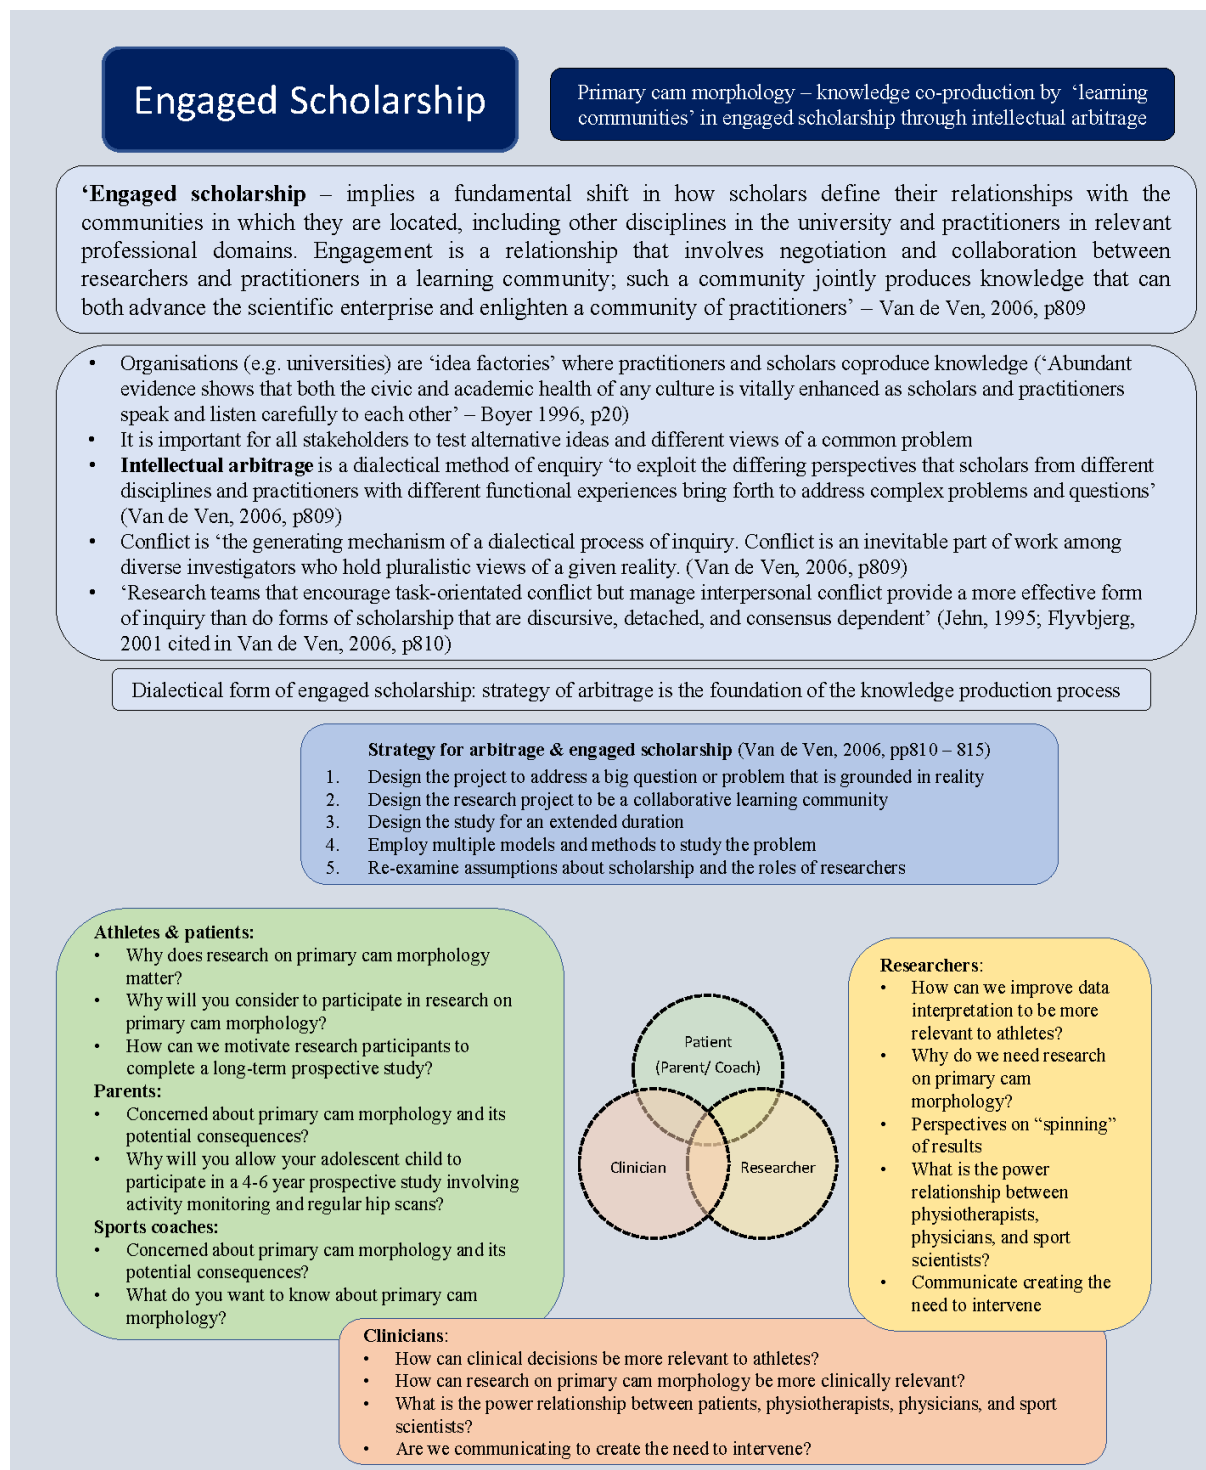 Engaged Scholarship
Primary cam morphology – knowledge co-production by ‘learning
communities’ in engaged scholarship through intellectual arbitrage
‘Engaged scholarship – implies a fundamental shift in how scholars define their relationships with the
communities in which they are located, including other disciplines in the university and practitioners in relevant
professional domains. Engagement is a relationship that involves negotiation and collaboration between
researchers and practitioners in a learning community; such a community jointly produces knowledge that can
both advance the scientific enterprise and enlighten a community of practitioners’ – Van de Ven, 2006, p809
• Organisations (e.g. universities) are ‘idea factories’ where practitioners and scholars coproduce knowledge (‘Abundant
evidence shows that both the civic and academic health of any culture is vitally enhanced as scholars and practitioners
speak and listen carefully to each other’ – Boyer 1996, p20)
• It is important for all stakeholders to test alternative ideas and different views of a common problem
• Intellectual arbitrage is a dialectical method of enquiry ‘to exploit the differing perspectives that scholars from different
disciplines and practitioners with different functional experiences bring forth to address complex problems and questions’
(Van de Ven, 2006, p809)
• Conflict is ‘the generating mechanism of a dialectical process of inquiry. Conflict is an inevitable part of work among
diverse investigators who hold pluralistic views of a given reality. (Van de Ven, 2006, p809)
• ‘Research teams that encourage task-orientated conflict but manage interpersonal conflict provide a more effective form
of inquiry than do forms of scholarship that are discursive, detached, and consensus dependent’ (Jehn, 1995; Flyvbjerg,
2001 cited in Van de Ven, 2006, p810)
Dialectical form of engaged scholarship: strategy of arbitrage is the foundation of the knowledge production process
Strategy for arbitrage & engaged scholarship (Van de Ven, 2006, pp810 – 815)
1. Design the project to address a big question or problem that is grounded in reality
2. Design the research project to be a collaborative learning community
3. Design the study for an extended duration
4. Employ multiple models and methods to study the problem
5. Re-examine assumptions about scholarship and the roles of researchers
Athletes & patients:
• Why does research on primary cam morphology
matter?
• Why will you consider to participate in research on
primary cam morphology?
• How can we motivate research participants to
complete a long-term prospective study?
Parents:
• Concerned about primary cam morphology and its
potential consequences?
• Why will you allow your adolescent child to
participate in a 4-6 year prospective study involving
activity monitoring and regular hip scans?
Sports coaches:
• Concerned about primary cam morphology and its
potential consequences?
• What do you want to know about primary cam
morphology?
Patient
(Parent/ Coach)
Clinician
Researcher
Researchers:
• How can we improve data
interpretation to be more
relevant to athletes?
• Why do we need research
on primary cam
morphology?
• Perspectives on “spinning”
of results
• What is the power
relationship between
physiotherapists,
physicians, and sport
scientists?
• Communicate creating the
need to intervene
Clinicians:
• How can clinical decisions be more relevant to athletes?
• How can research on primary cam morphology be more clinically relevant?
• What is the power relationship between patients, physiotherapists, physicians, and sport
scientists?
• Are we communicating to create the need to intervene?